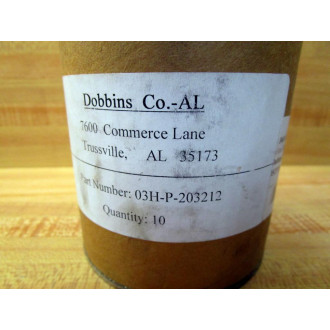 Dobbins Co.-AL
7600 Commerce Lane
Trussville, AL 35173
Part Number: 03H-P-203212
Quantity: 10